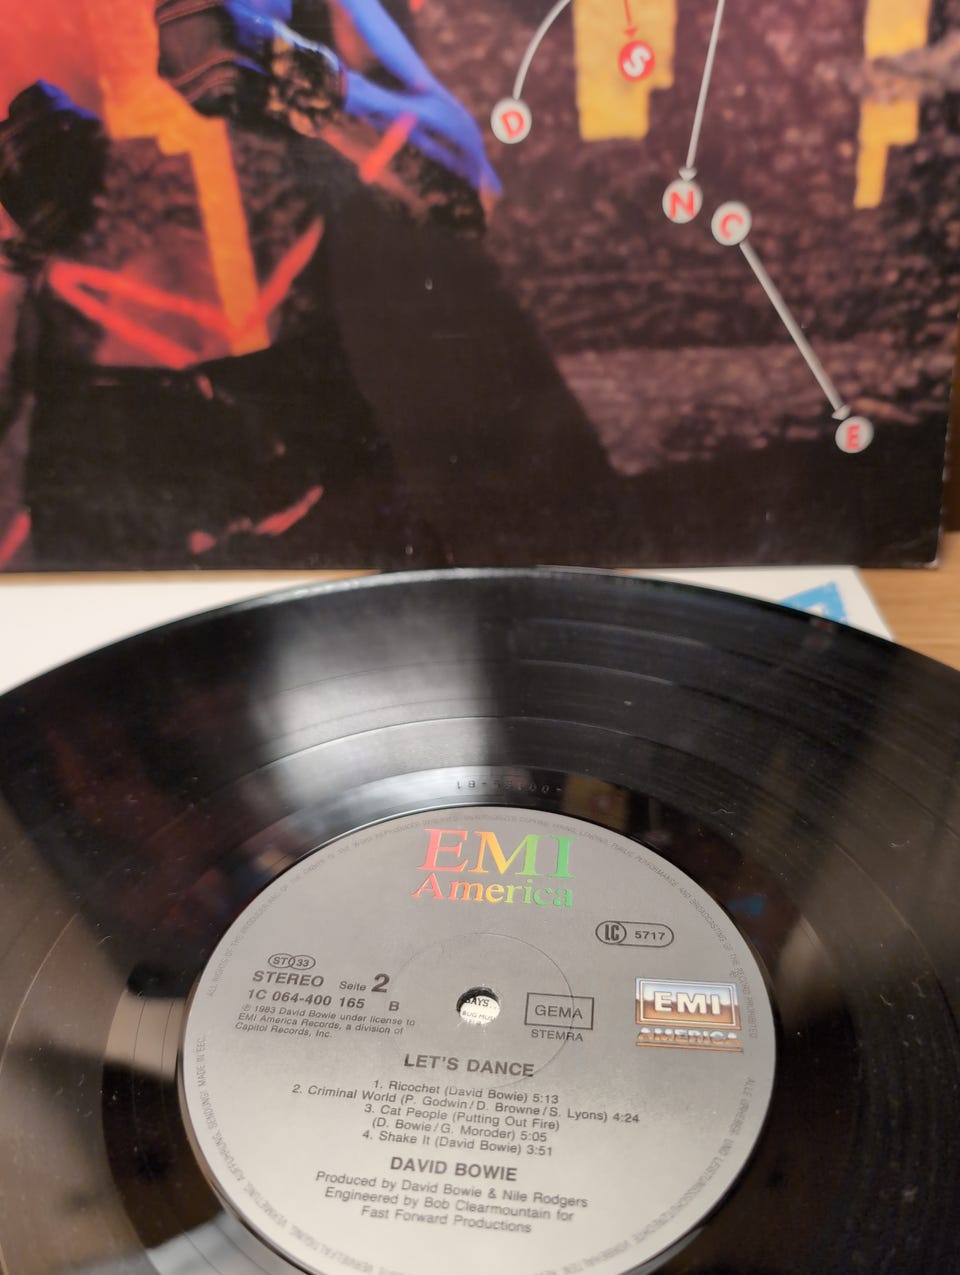 D
S
N
C
E
EMI
America
LC 5717
ST 33
STEREO Seite 2
1C 064-400 165 B
℗ 1983 David Bowie under license to
EMI America Records, a division of
Capitol Records, Inc.
GEMA
STEMRA
EMI
AMERICA
LET'S DANCE
1. Ricochet (David Bowie) 5:13
2. Criminal World (P. Godwin/D. Browne/S. Lyons) 4:24
3. Cat People (Putting Out Fire)
(D. Bowie/G. Moroder) 5:05
4. Shake It (David Bowie) 3:51
DAVID BOWIE
Produced by David Bowie & Nile Rodgers
Engineered by Bob Clearmountain for
Fast Forward Productions
MADE IN EEC